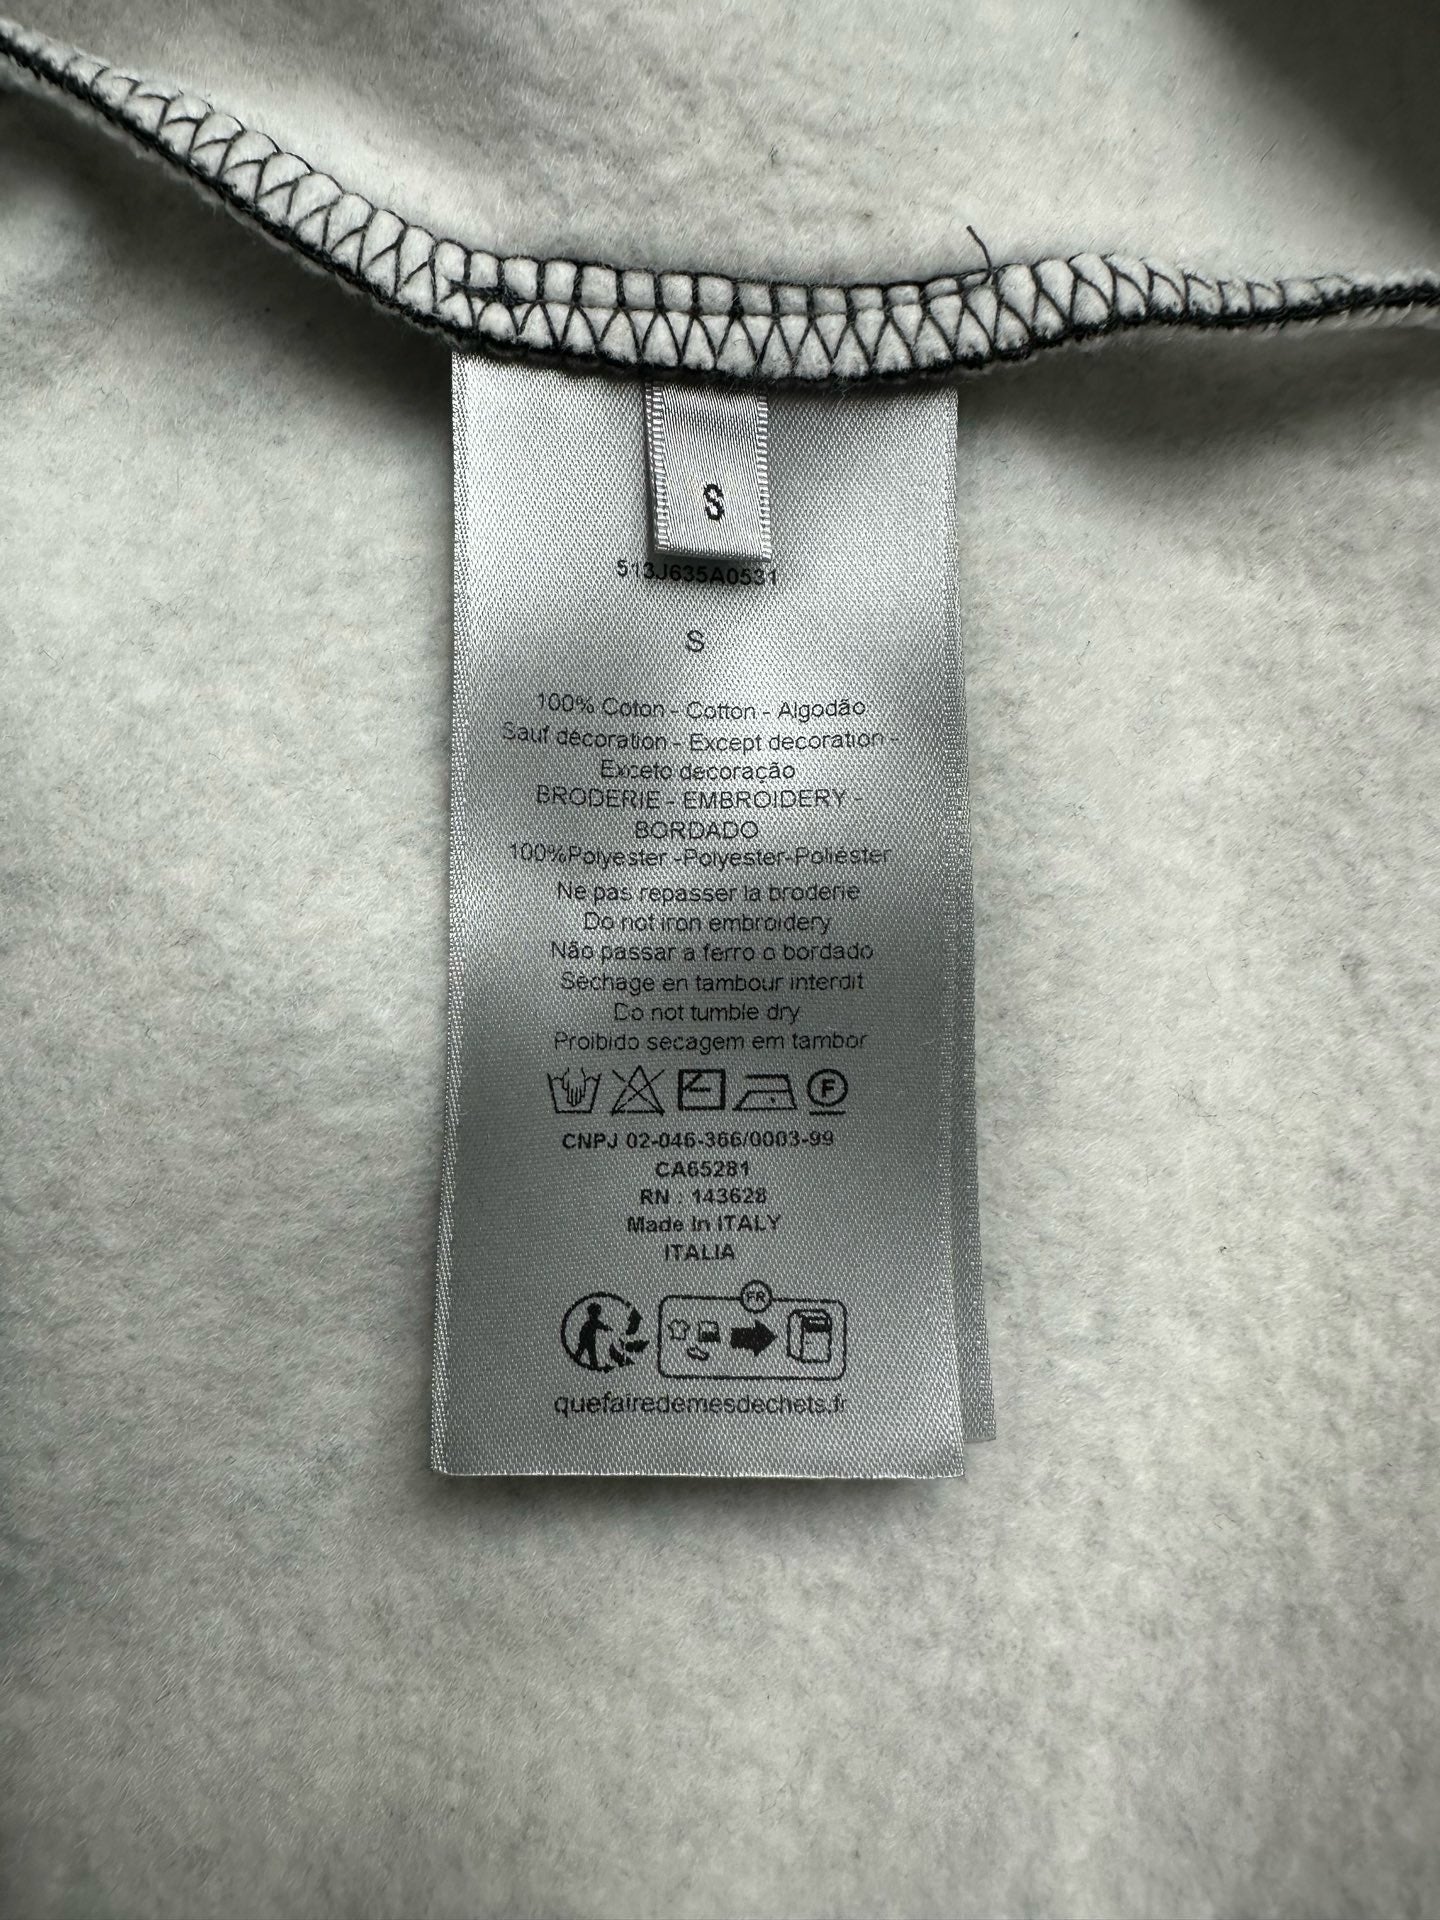 S
513J635A0531
S
100% Coton - Cotton - Algodão
Sauf décoration - Except decoration -
Exceto decoração
BRODERIE - EMBROIDERY -
BORDADO
100%Polyester -Polyester-Poliéster
Ne pas repasser la broderie
Do not iron embroidery
Não passar a ferro o bordado
Séchage en tambour interdit
Do not tumble dry
Proibido secagem em tambor
F
CNPJ 02-046-366/0003-99
CA65281
RN : 143628
Made in ITALY
ITALIA
FR
quefairedemesdechets.fr